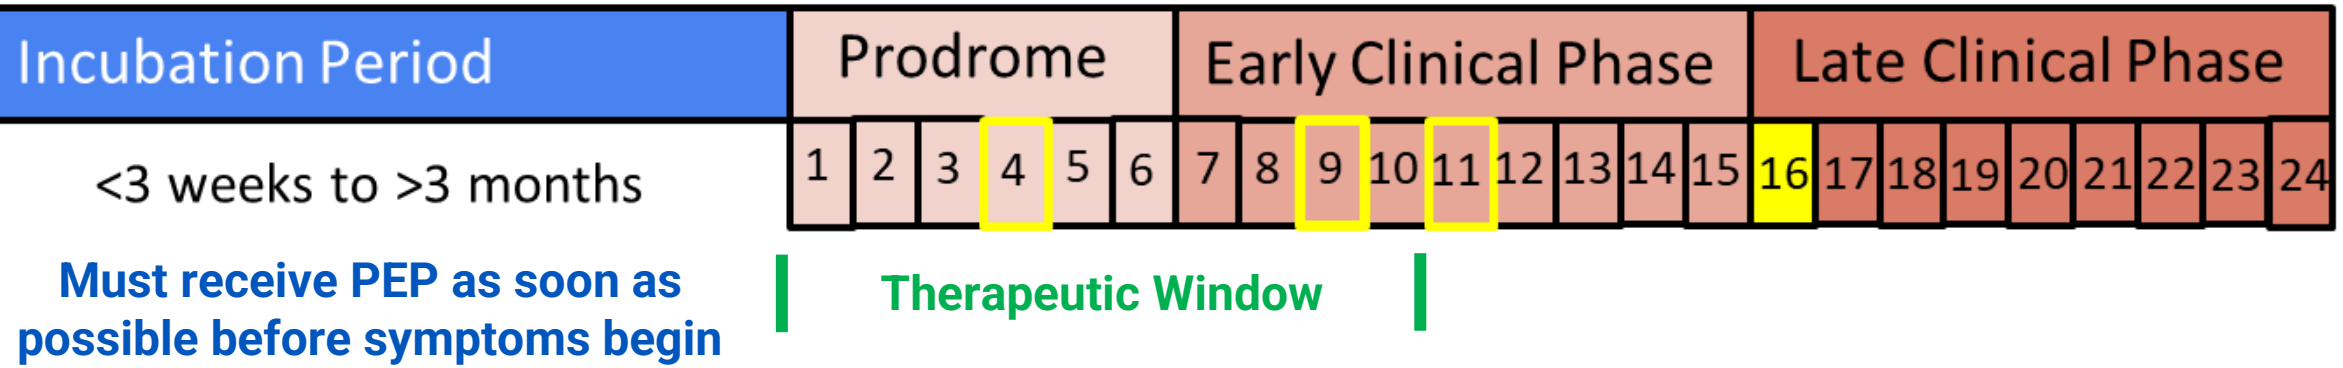 Incubation Period Prodrome Early Clinical Phase Late Clinical Phase
<3 weeks to >3 months 1 2 3 4 5 6 7 8 9 10 11 12 13 14 15 16 17 18 19 20 21 22 23 24
Must receive PEP as soon as
possible before symptoms begin
Therapeutic Window